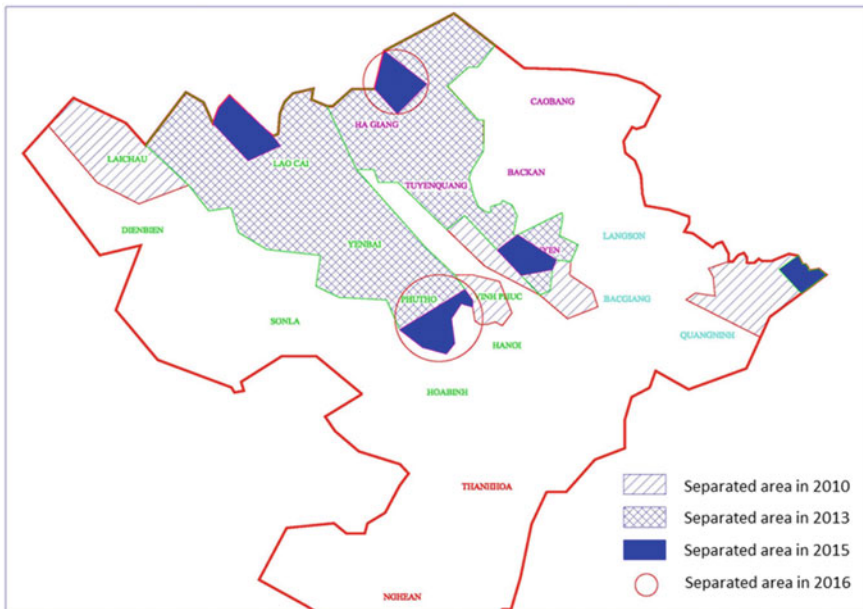 CAOBANG
HA GIANG
LAICHAU
LAO CAI
BACKAN
TUYENQUANG
DIENBIEN
LANGSON
YENBAI
YEN
PHUTHO
VINH PHUC
BACGIANG
SONLA
QUANGNINH
HANOI
HOABINH
THANHHOA
NGHEAN
Separated area in 2010
Separated area in 2013
Separated area in 2015
Separated area in 2016